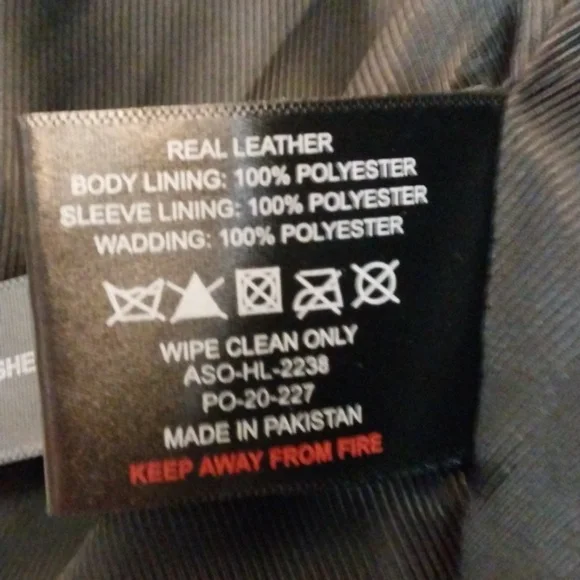 REAL LEATHER
BODY LINING: 100% POLYESTER
SLEEVE LINING: 100% POLYESTER
WADDING: 100% POLYESTER
WIPE CLEAN ONLY
ASO-HL-2238
PO-20-227
MADE IN PAKISTAN
KEEP AWAY FROM FIRE